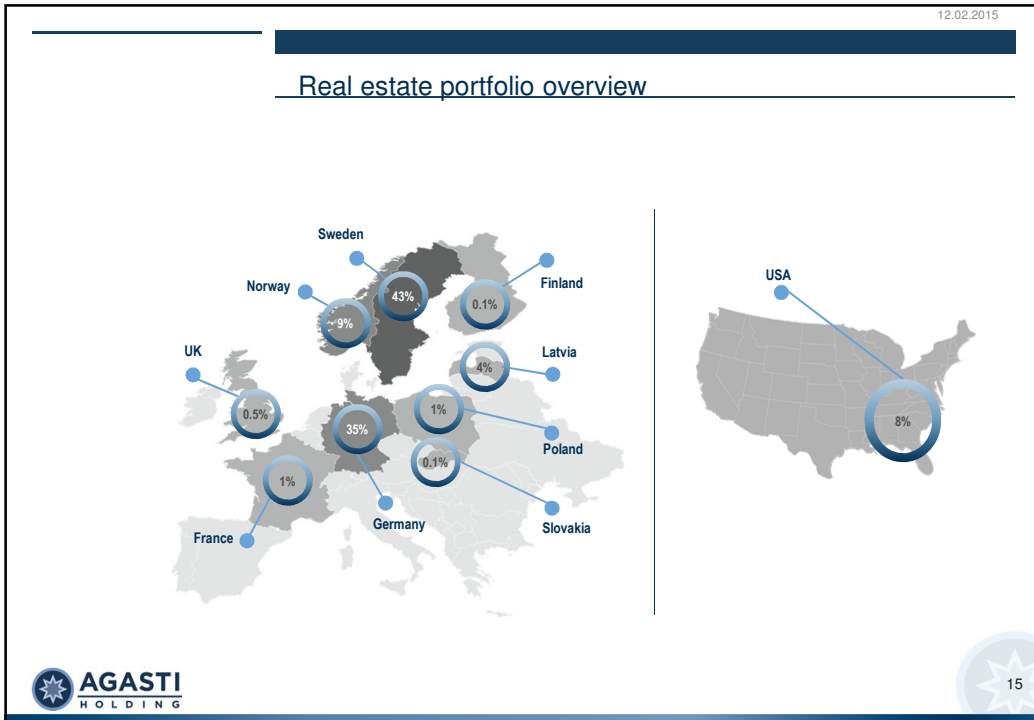 12.02.2015
Real estate portfolio overview
Sweden
Norway
Finland
43%
0.1%
9%
UK
Latvia
4%
0.5%
1%
35%
Poland
0.1%
1%
Germany
Slovakia
France
USA
8%
AGASTI
HOLDING
15